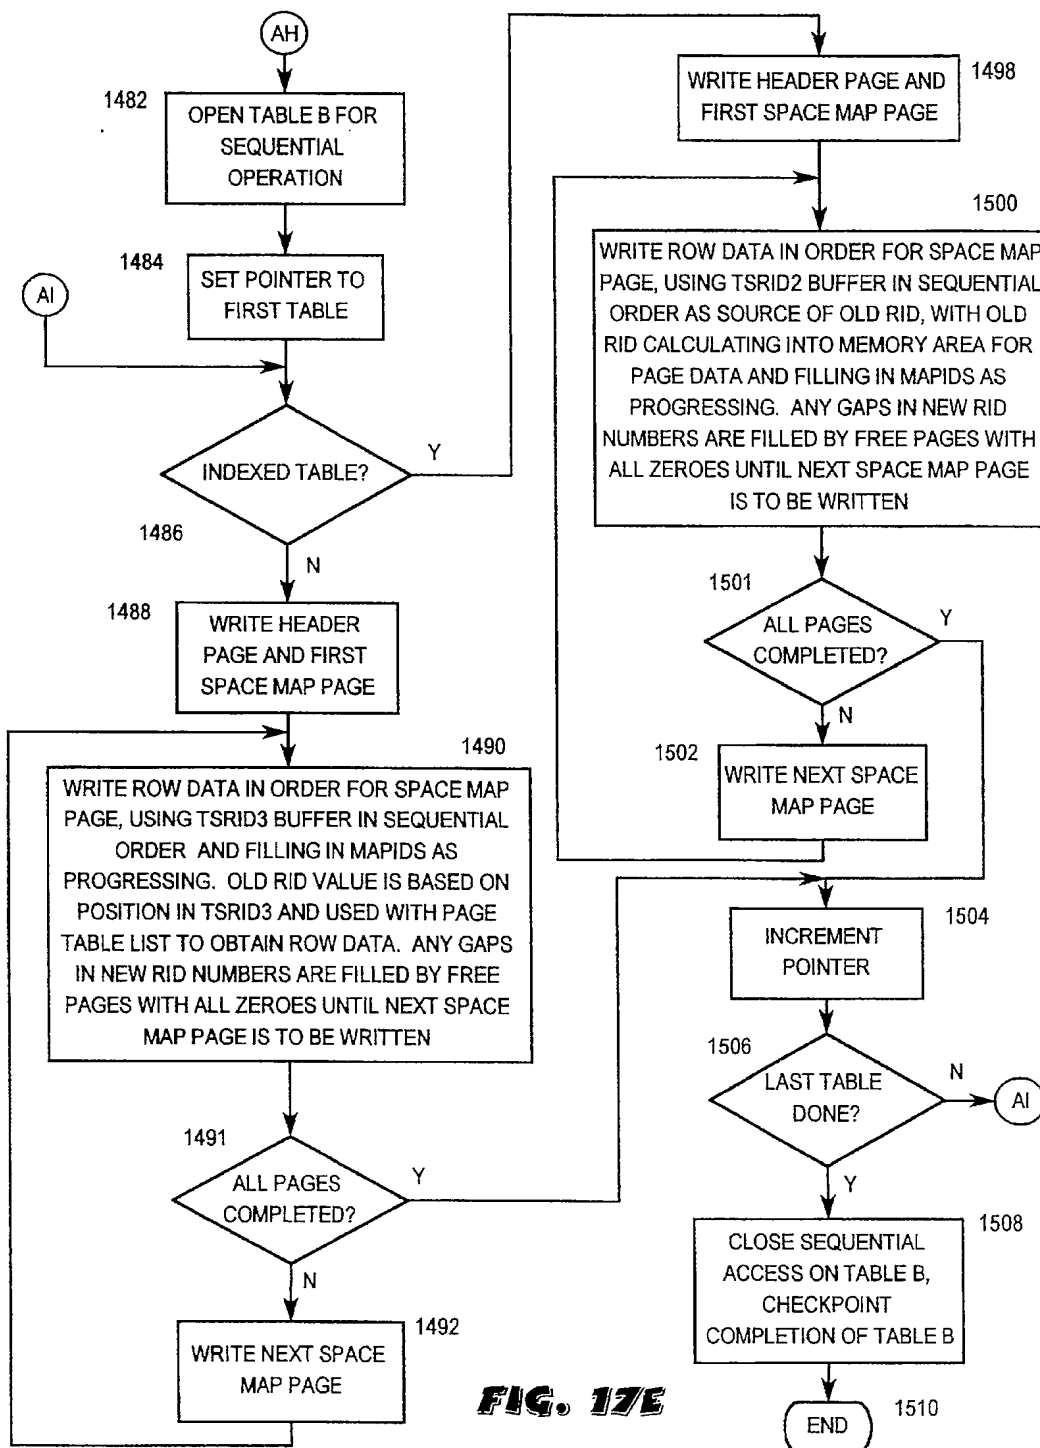 AH
1482
OPEN TABLE B FOR
SEQUENTIAL
OPERATION
1484
SET POINTER TO
FIRST TABLE
AI
INDEXED TABLE?
Y
1486
N
1488
WRITE HEADER
PAGE AND FIRST
SPACE MAP PAGE
1490
WRITE ROW DATA IN ORDER FOR SPACE MAP
PAGE, USING TSRID3 BUFFER IN SEQUENTIAL
ORDER AND FILLING IN MAPIDS AS
PROGRESSING. OLD RID VALUE IS BASED ON
POSITION IN TSRID3 AND USED WITH PAGE
TABLE LIST TO OBTAIN ROW DATA. ANY GAPS
IN NEW RID NUMBERS ARE FILLED BY FREE
PAGES WITH ALL ZEROES UNTIL NEXT SPACE
MAP PAGE IS TO BE WRITTEN
1491
ALL PAGES
COMPLETED?
Y
N
1492
WRITE NEXT SPACE
MAP PAGE
1498
WRITE HEADER PAGE AND
FIRST SPACE MAP PAGE
1500
WRITE ROW DATA IN ORDER FOR SPACE MAP
PAGE, USING TSRID2 BUFFER IN SEQUENTIAL
ORDER AS SOURCE OF OLD RID, WITH OLD
RID CALCULATING INTO MEMORY AREA FOR
PAGE DATA AND FILLING IN MAPIDS AS
PROGRESSING. ANY GAPS IN NEW RID
NUMBERS ARE FILLED BY FREE PAGES WITH
ALL ZEROES UNTIL NEXT SPACE MAP PAGE
IS TO BE WRITTEN
1501
ALL PAGES
COMPLETED?
Y
N
1502
WRITE NEXT SPACE
MAP PAGE
1504
INCREMENT
POINTER
1506
LAST TABLE
DONE?
N
AI
Y
1508
CLOSE SEQUENTIAL
ACCESS ON TABLE B,
CHECKPOINT
COMPLETION OF TABLE B
1510
END
FIG. 17E